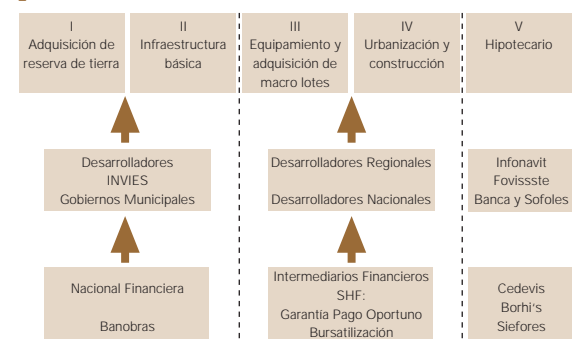 I
Adquisición de
reserva de tierra
II
Infraestructura
básica
III
Equipamiento y
adquisición de
macro lotes
IV
Urbanización y
construcción
V
Hipotecario
Desarrolladores
INVIES
Gobiernos Municipales
Desarrolladores Regionales
Desarrolladores Nacionales
Infonavit
Fovissste
Banca y Sofoles
Nacional Financiera
Banobras
Intermediarios Financieros
SHF:
Garantía Pago Oportuno
Bursatilización
Cedevis
Borhi's
Siefores